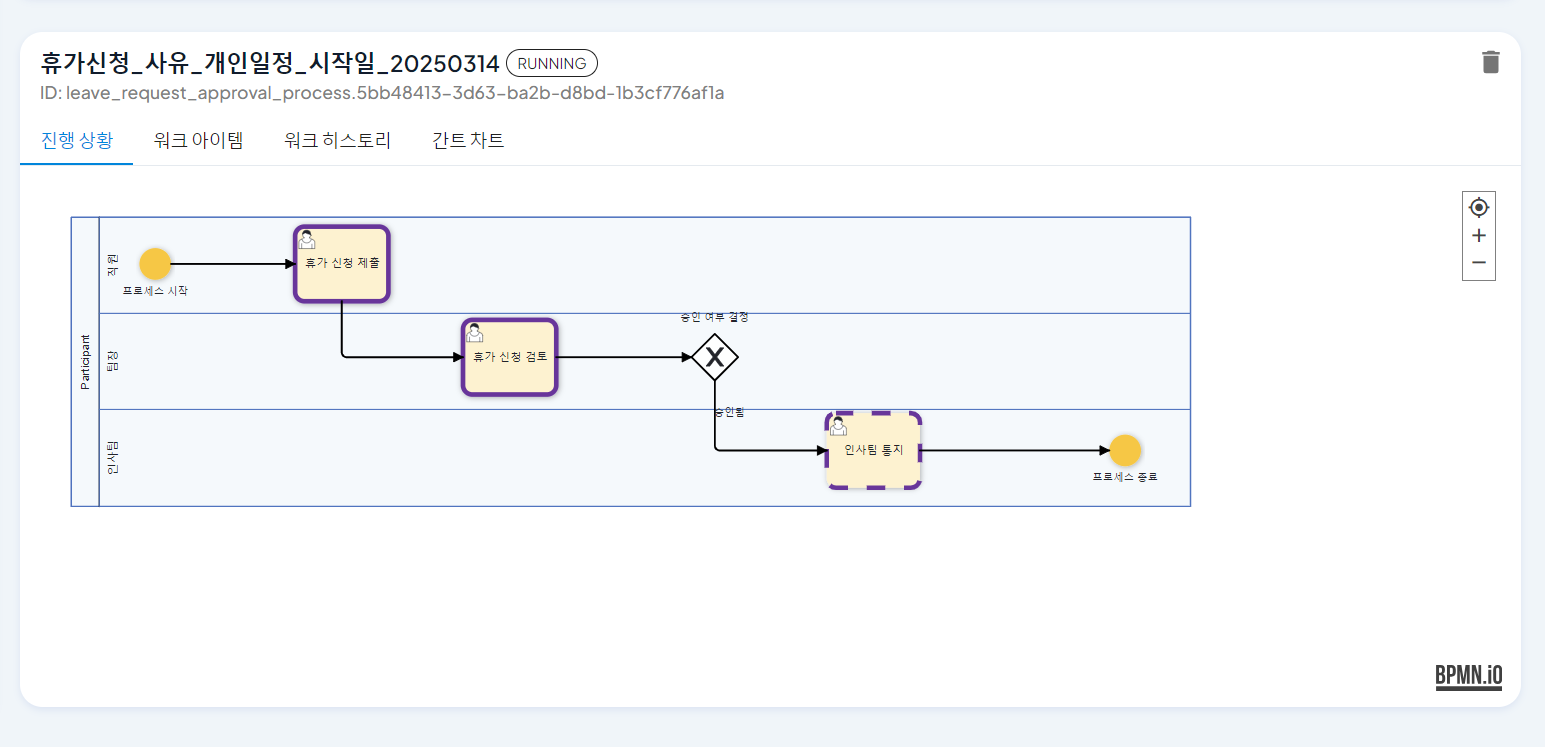 휴가신청_사유_개인일정_시작일_20250314 RUNNING
ID: leave_request_approval_process.5bb48413-3d63-ba2b-d8bd-1b3cf776af1a
진행 상황 워크 아이템 워크 히스토리 간트 차트
Participant
직원
프로세스 시작
휴가 신청 제출
팀장
휴가 신청 검토
승인 여부 결정
X
승인됨
인사팀
인사팀 통지
프로세스 종료
BPMN.iO